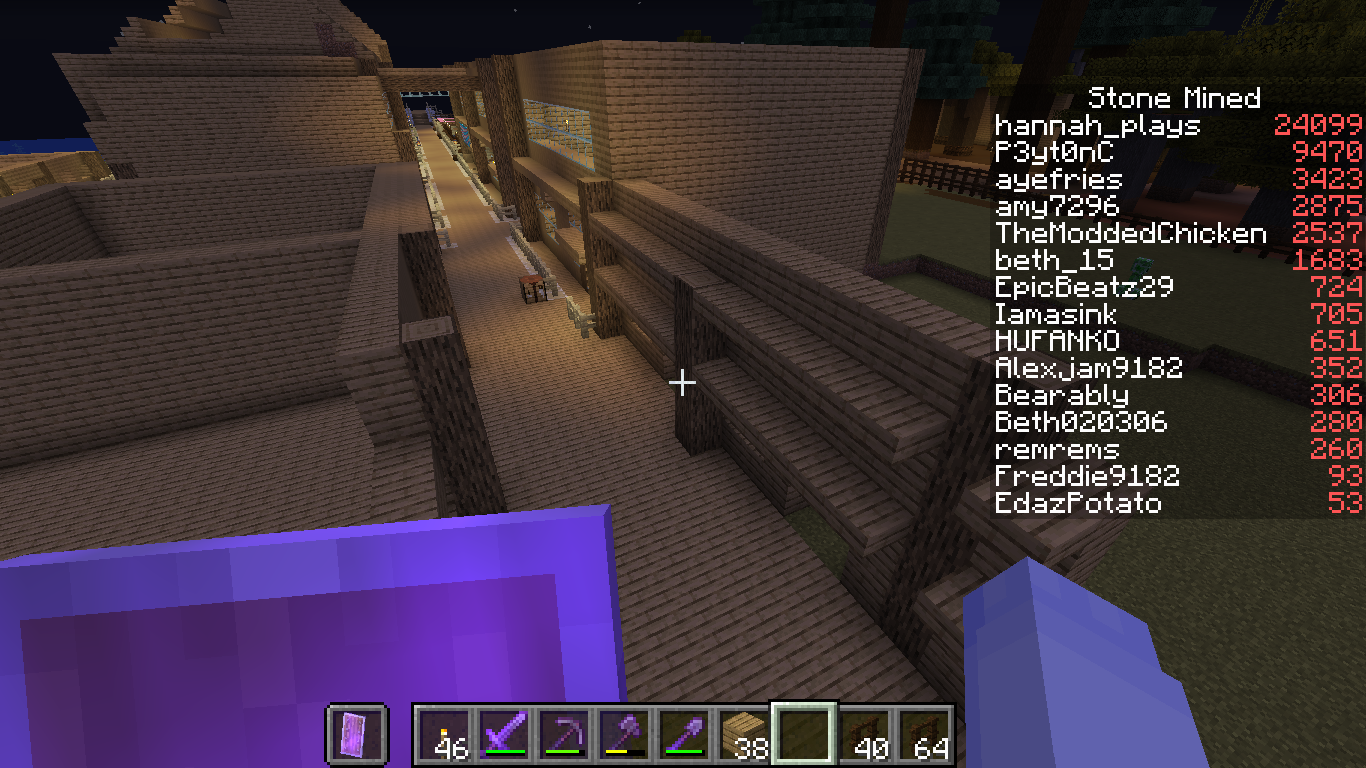 Stone Mined
hannah_plays 24099
P3yt0nC 9470
ayefries 3423
amy7296 2875
TheModdedChicken 2537
beth_15 1683
EpicBeatz29 724
Iamasink 705
HUFANKO 651
Alexjam9182 352
Bearably 306
Beth020306 280
remrems 260
Freddie9182 93
EdazPotato 53
46 38 40 64